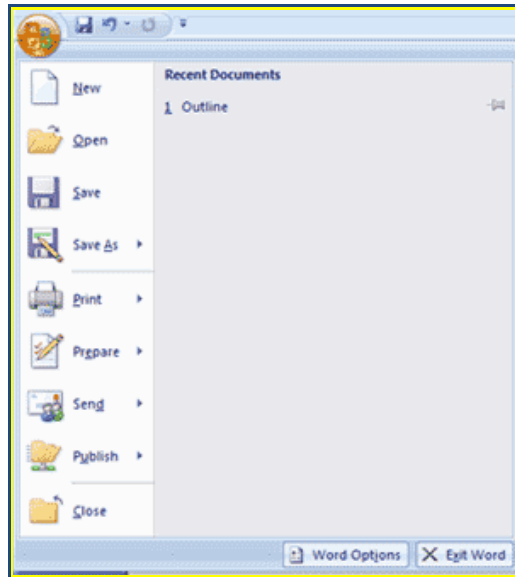 New
Open
Save
Save As
Print
Prepare
Send
Publish
Close
Recent Documents
1 Outline
Word Options
Exit Word